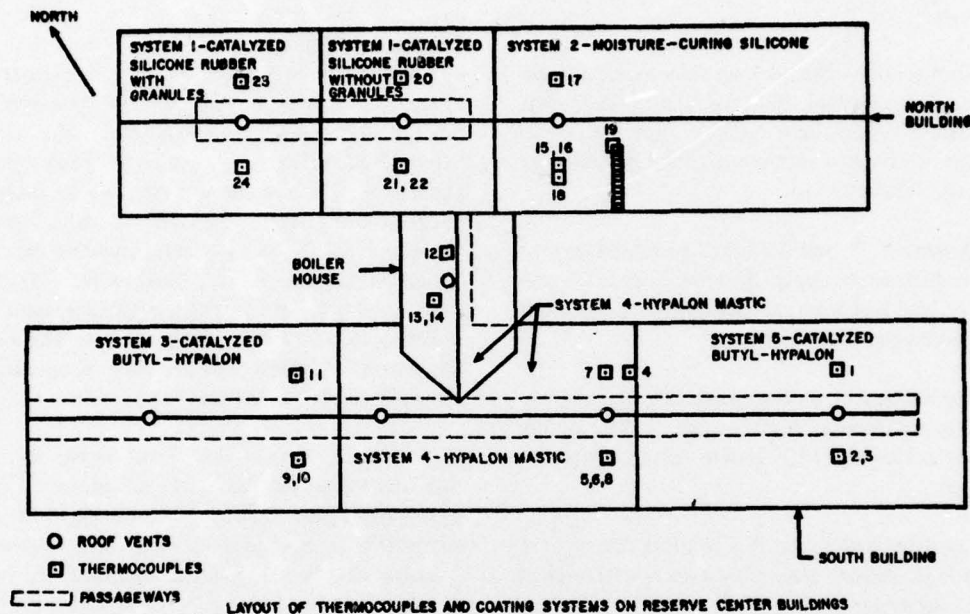 NORTH
SYSTEM 1-CATALYZED
SILICONE RUBBER
WITH
GRANULES
23
SYSTEM 1-CATALYZED
SILICONE RUBBER
WITHOUT
GRANULES
20
SYSTEM 2-MOISTURE-CURING SILICONE
17
NORTH
BUILDING
19
15, 16
18
24
21, 22
BOILER
HOUSE
12
13, 14
SYSTEM 4-HYPALON MASTIC
SYSTEM 3-CATALYZED
BUTYL-HYPALON
11
7
4
SYSTEM 5-CATALYZED
BUTYL-HYPALON
1
9, 10
SYSTEM 4-HYPALON MASTIC
5,6,8
2,3
ROOF VENTS
THERMOCOUPLES
PASSAGEWAYS
SOUTH BUILDING
LAYOUT OF THERMOCOUPLES AND COATING SYSTEMS ON RESERVE CENTER BUILDINGS